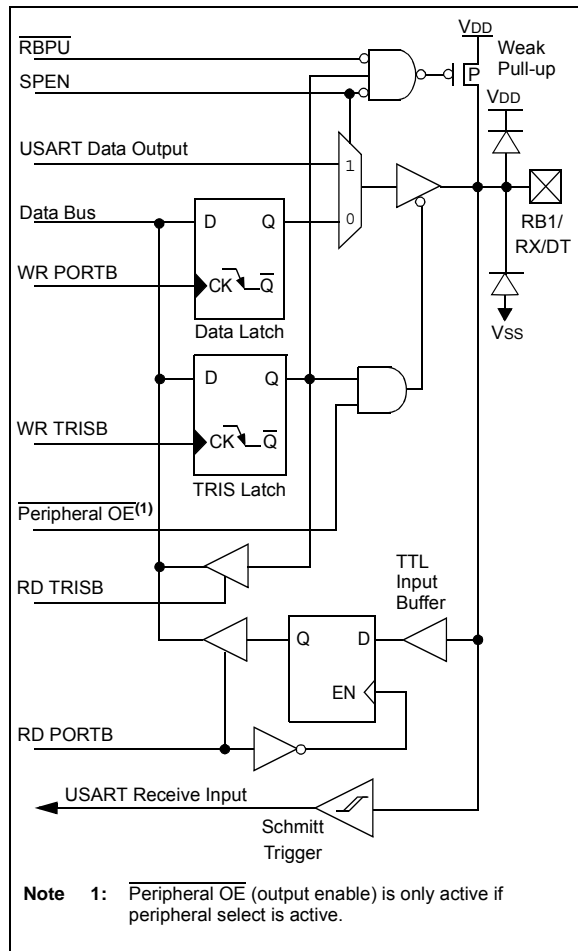 VDD
RBPU
Weak
Pull-up
P
SPEN
VDD
USART Data Output
1
Data Bus
D
Q
0
RB1/
RX/DT
WR PORTB
CK
Q
Data Latch
VSS
D
Q
WR TRISB
CK
Q
TRIS Latch
Peripheral OE(1)
TTL
Input
Buffer
RD TRISB
Q
D
EN
RD PORTB
USART Receive Input
Schmitt
Trigger
Note 1: Peripheral OE (output enable) is only active if
peripheral select is active.